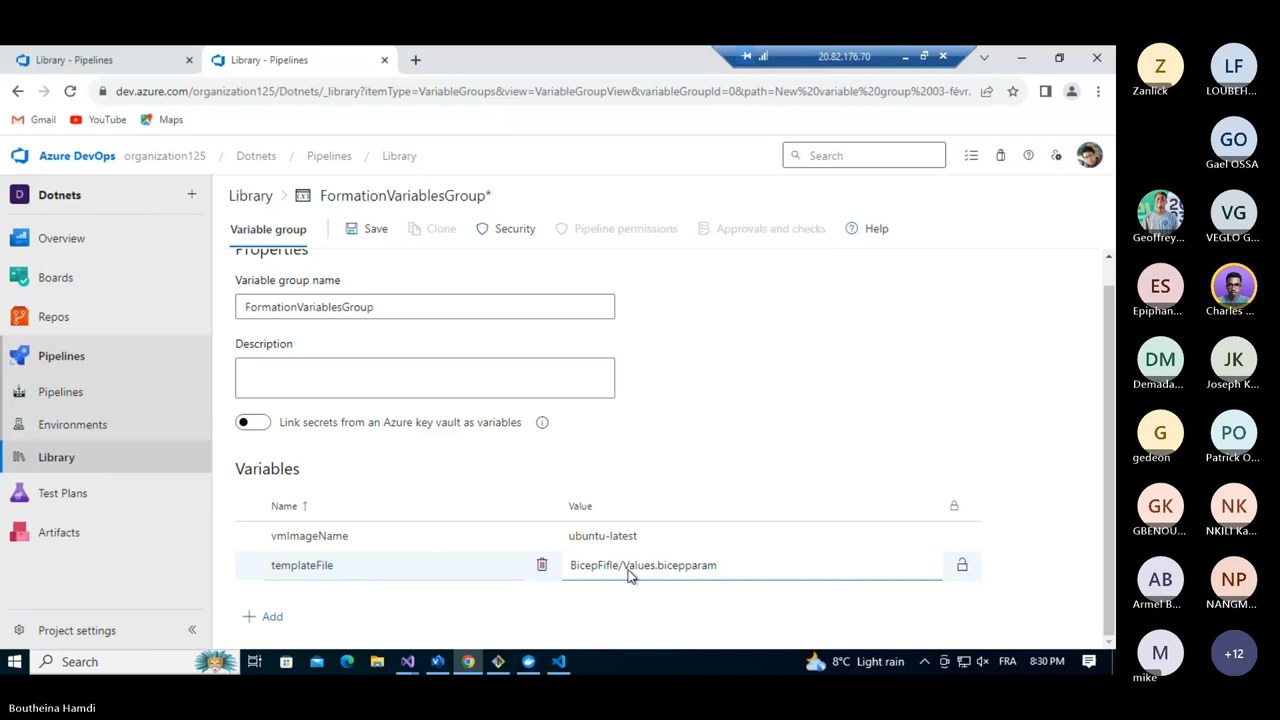 Library - Pipelines
Library - Pipelines
20.82.176.70
dev.azure.com/organization125/Dotnets/_library?itemType=VariableGroups&view=VariableGroupView&variableGroupId=0&path=New%20variable%20group%2003-févr.
Gmail YouTube Maps
Azure DevOps organization125 / Dotnets / Pipelines / Library
Search
D Dotnets
Overview
Boards
Repos
Pipelines
Pipelines
Environments
Library
Test Plans
Artifacts
Project settings
Library > FormationVariablesGroup*
Variable group Save Clone Security Pipeline permissions Approvals and checks Help
Properties
Variable group name
FormationVariablesGroup
Description
Link secrets from an Azure key vault as variables
Variables
Name ↑ Value
vmImageName ubuntu-latest
templateFile BicepFifle/Values.bicepparam
Add
Search
8°C Light rain FRA 8:30 PM
Z
Zanlick
LF
LOUBEH...
GO
Gael OSSA
Geoffrey...
VG
VEGLO G...
ES
Epiphan...
Charles ...
DM
Demada...
JK
Joseph K...
G
gedeon
PO
Patrick O...
GK
GBENOU...
NK
NKILI Ka...
AB
Armel B...
NP
NANGM...
M
mike
+12
Boutheina Hamdi